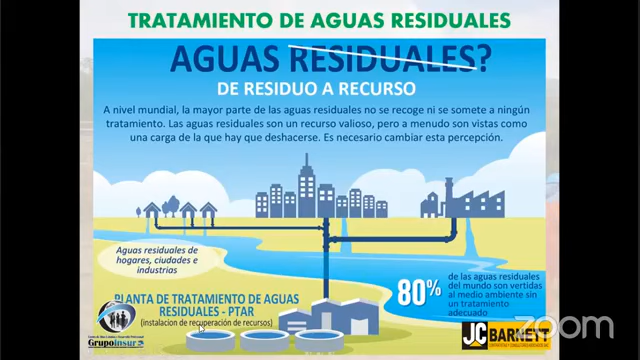 TRATAMIENTO DE AGUAS RESIDUALES
AGUAS RESIDUALES?
DE RESIDUO A RECURSO
A nivel mundial, la mayor parte de las aguas residuales no se recoge ni se somete a ningún
tratamiento. Las aguas residuales son un recurso valioso, pero a menudo son vistas como
una carga de la que hay que deshacerse. Es necesario cambiar esta percepción.
Aguas residuales de
hogares, ciudades e
industrias
80%
de las aguas residuales
del mundo son vertidas
al medio ambiente sin
un tratamiento
adecuado
PLANTA DE TRATAMIENTO DE AGUAS
RESIDUALES - PTAR
(instalacion de recuperación de recursos)
Grupoinsur
JC BARNETT
zoom